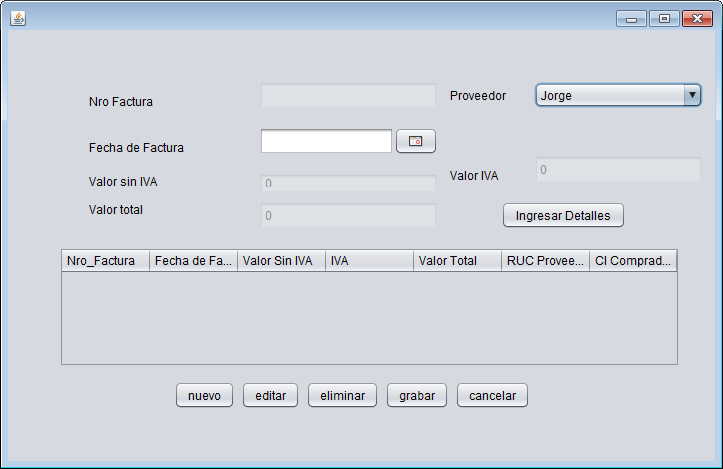 Nro Factura
Proveedor
Jorge
Fecha de Factura
Valor sin IVA
0
Valor IVA
0
Valor total
0
Ingresar Detalles
Nro_Factura Fecha de Fa... Valor Sin IVA IVA Valor Total RUC Provee... CI Comprad...
nuevo editar eliminar grabar cancelar